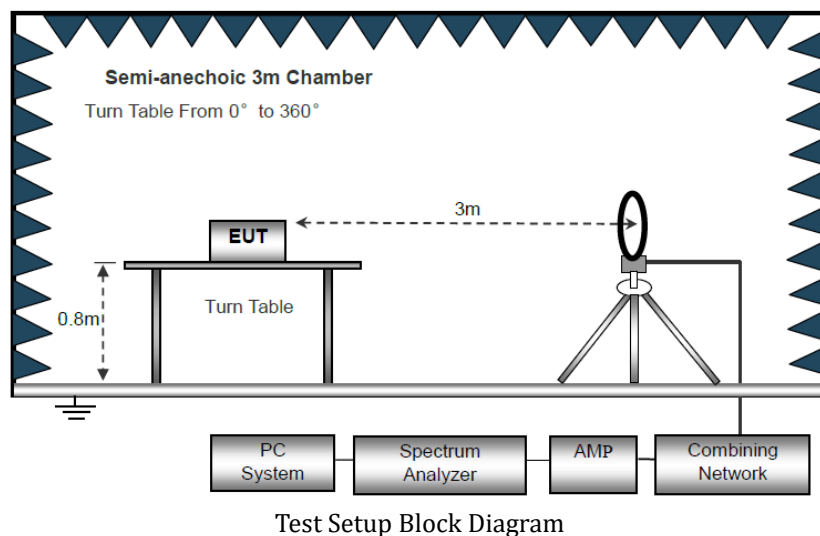 Semi-anechoic 3m Chamber
Turn Table From 0° to 360°
3m
EUT
0.8m
Turn Table
PC
System
Spectrum
Analyzer
AMP
Combining
Network
Test Setup Block Diagram